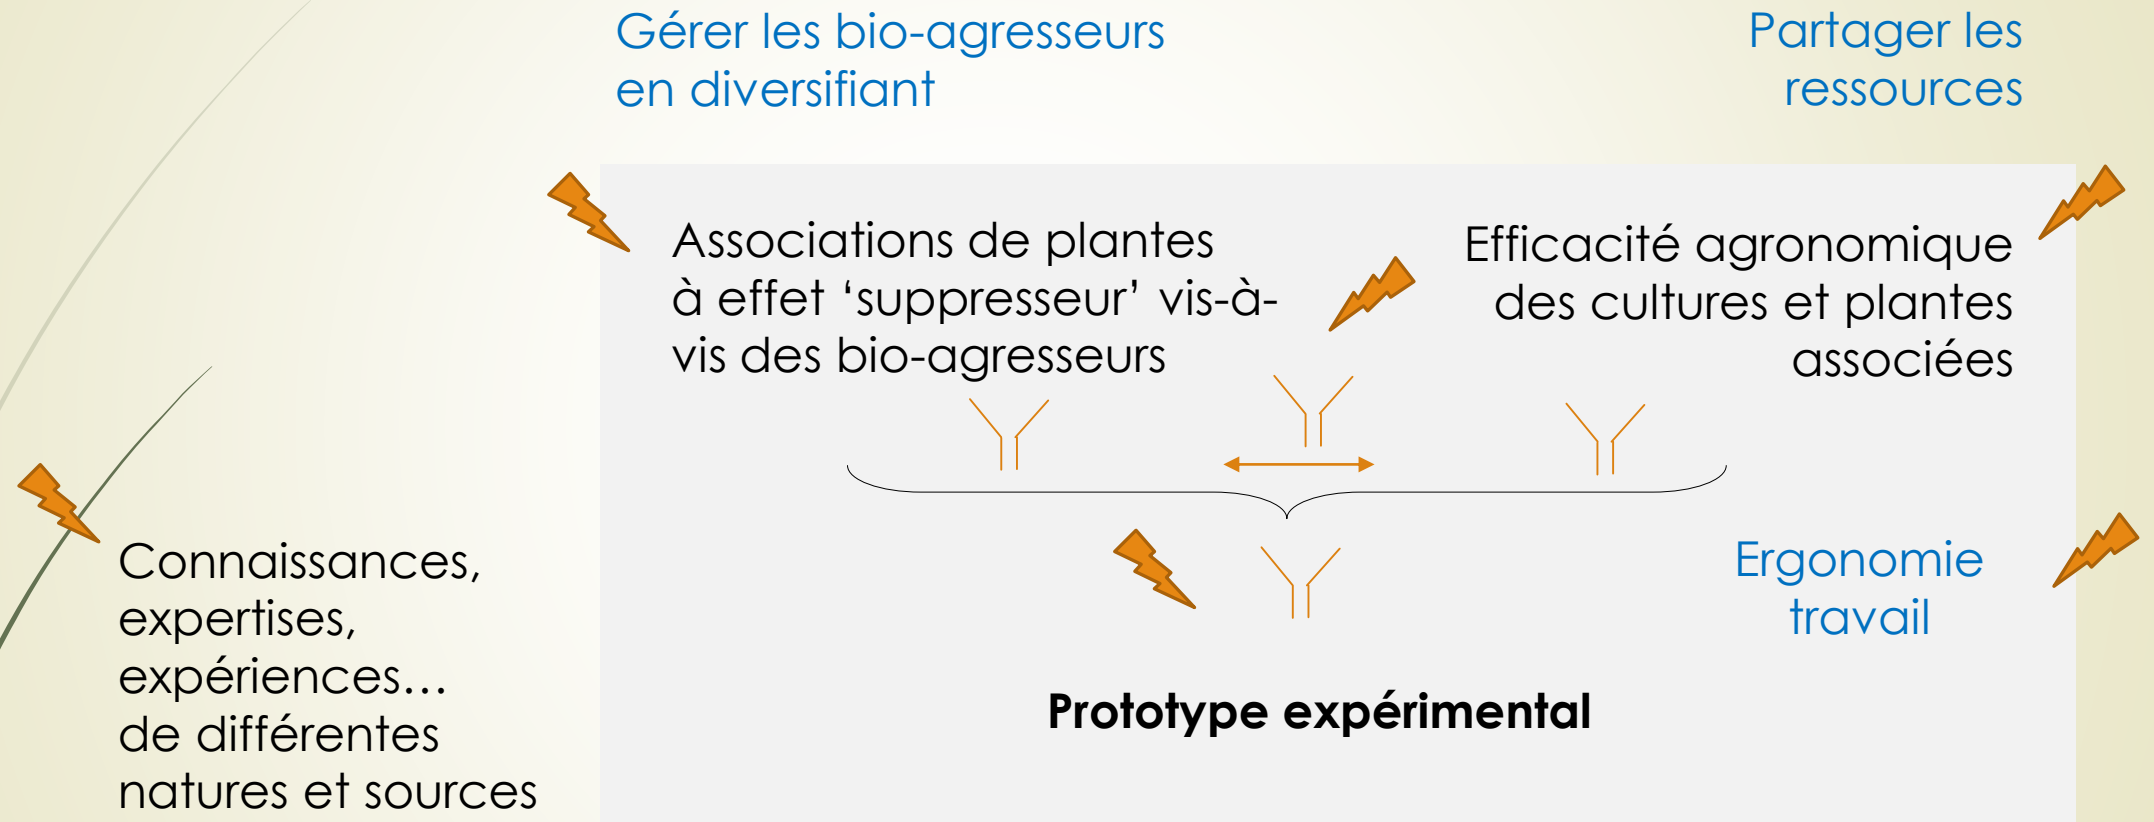 Gérer les bio-agresseurs
en diversifiant
Partager les
ressources
Associations de plantes
à effet ‘suppresseur’ vis-à-
vis des bio-agresseurs
Efficacité agronomique
des cultures et plantes
associées
Connaissances,
expertises,
expériences…
de différentes
natures et sources
Ergonomie
travail
Prototype expérimental